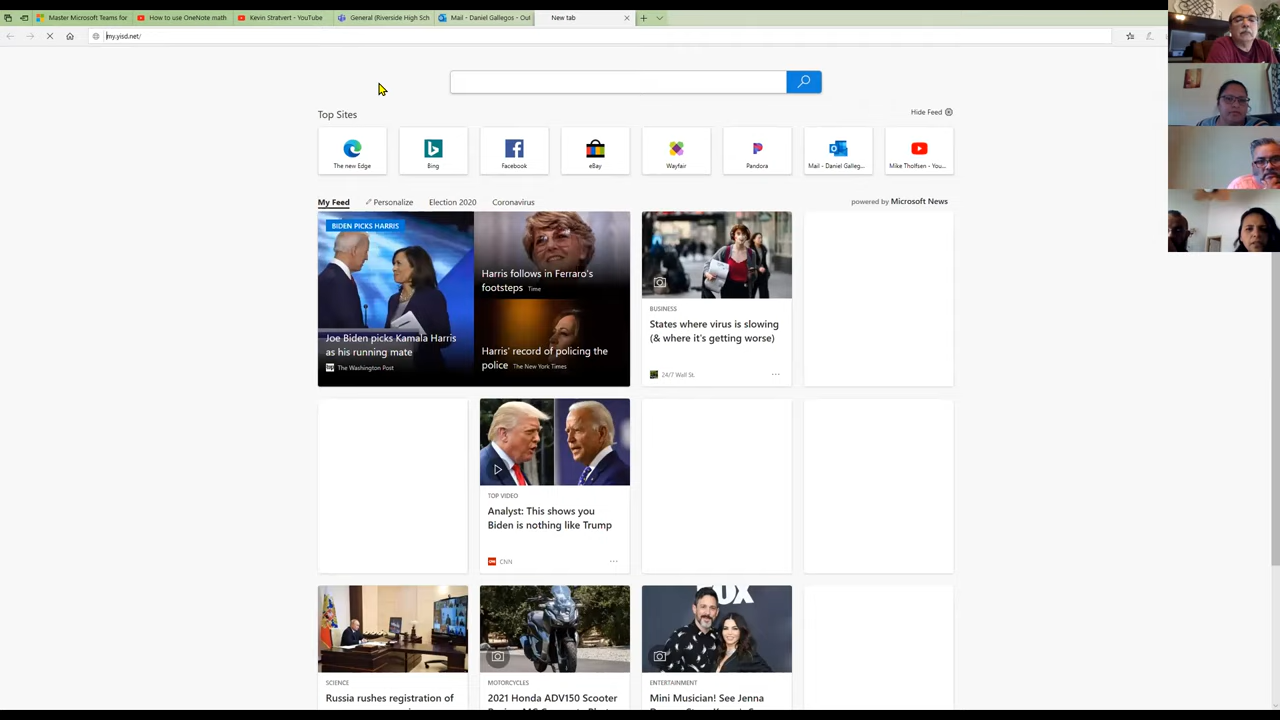 Master Microsoft Teams for
How to use OneNote math
Kevin Stratvert - YouTube
General (Riverside High Sch
Mail - Daniel Gallegos - Out
New tab
my.yisd.net/
Top Sites
Hide Feed
The new Edge
Bing
Facebook
eBay
Wayfair
Pandora
Mail - Daniel Galleg...
Mike Tholfsen - You...
My Feed
Personalize
Election 2020
Coronavirus
powered by Microsoft News
BIDEN PICKS HARRIS
Joe Biden picks Kamala Harris
as his running mate
The Washington Post
Harris follows in Ferraro's
footsteps Time
Harris' record of policing the
police The New York Times
BUSINESS
States where virus is slowing
(& where it's getting worse)
24/7 Wall St.
TOP VIDEO
Analyst: This shows you
Biden is nothing like Trump
CNN
SCIENCE
Russia rushes registration of
MOTORCYCLES
2021 Honda ADV150 Scooter
ENTERTAINMENT
Mini Musician! See Jenna